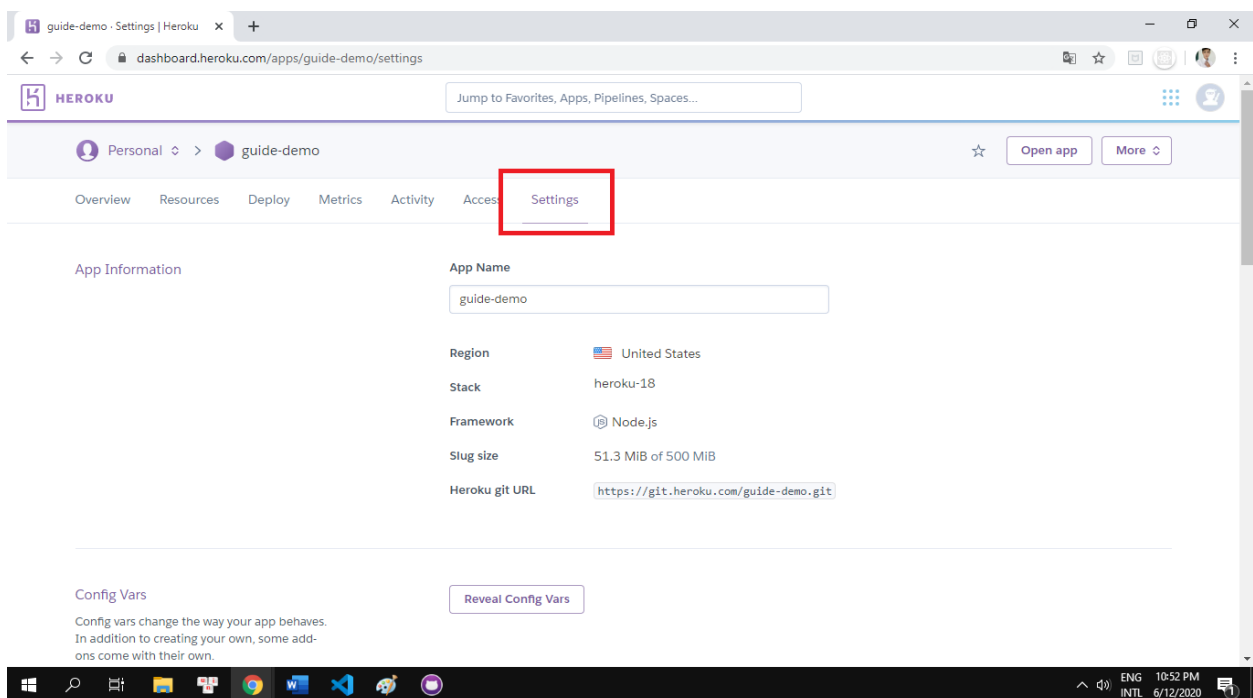 guide-demo · Settings | Heroku
dashboard.heroku.com/apps/guide-demo/settings
HEROKU
Jump to Favorites, Apps, Pipelines, Spaces...
Personal > guide-demo
Open app
More
Overview Resources Deploy Metrics Activity Access Settings
App Information
App Name
guide-demo
Region United States
Stack heroku-18
Framework Node.js
Slug size 51.3 MiB of 500 MiB
Heroku git URL https://git.heroku.com/guide-demo.git
Config Vars
Reveal Config Vars
Config vars change the way your app behaves.
In addition to creating your own, some add-
ons come with their own.
ENG 10:52 PM
INTL 6/12/2020
1